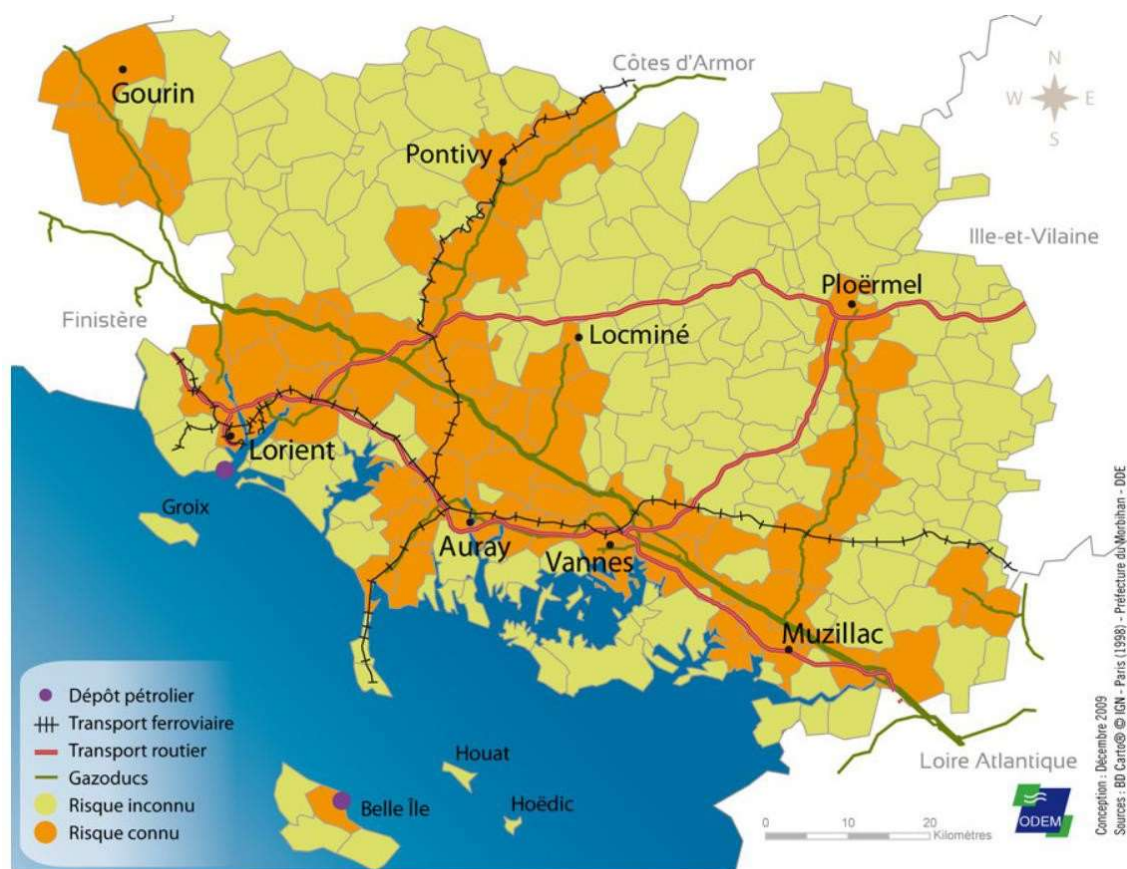 Côtes d'Armor
N
W E
S
Gourin
Pontivy
Ille-et-Vilaine
Ploërmel
Finistère
Locminé
Lorient
Groix
Auray
Vannes
Muzillac
Dépôt pétrolier
Transport ferroviaire
Transport routier
Gazoducs
Risque inconnu
Risque connu
Houat
Belle Île
Hoëdic
Loire Atlantique
0 10 20
Kilomètres
ODEM
Conception : Décembre 2009
Sources : BD Carto® © IGN - Paris (1998) - Préfecture du Morbihan - DDE